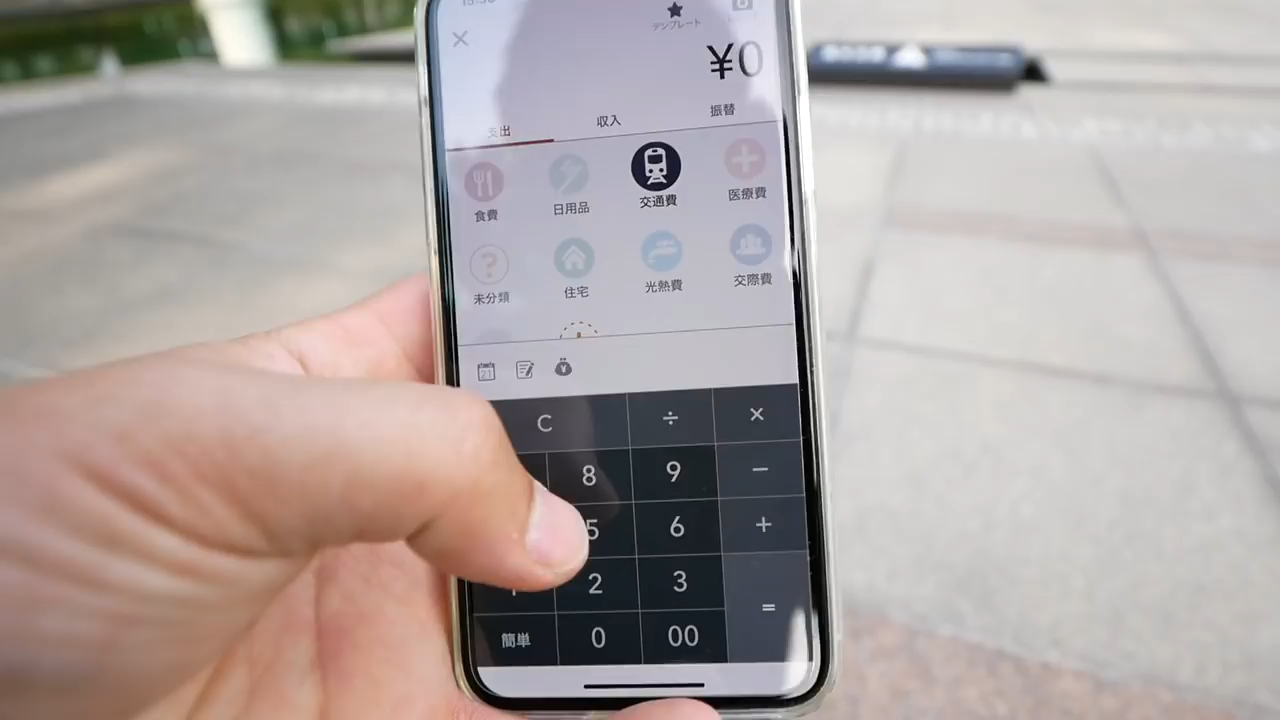 テンプレート
¥0
支出 収入 振替
食費 日用品 交通費 医療費
未分類 住宅 光熱費 交際費
21 ¥
C ÷ ×
8 9 −
5 6 +
2 3
=
簡単 0 00